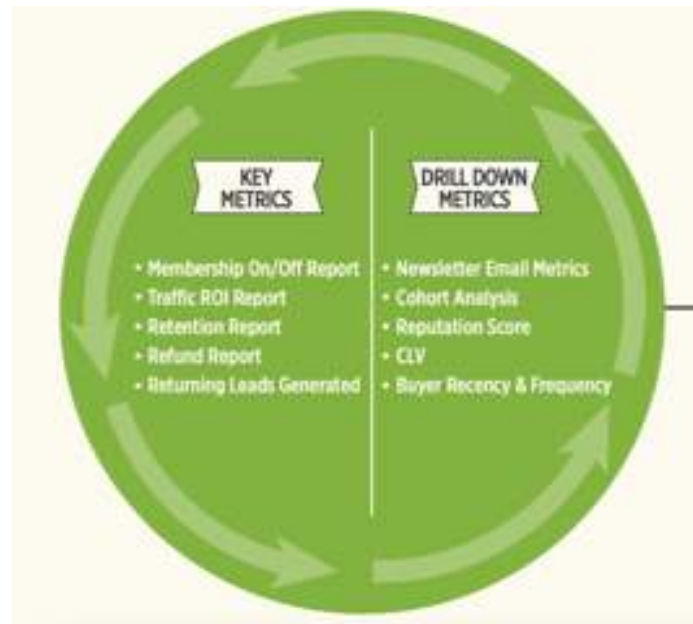 KEY
METRICS
• Membership On/Off Report
• Traffic ROI Report
• Retention Report
• Refund Report
• Returning Leads Generated
DRILL DOWN
METRICS
• Newsletter Email Metrics
• Cohort Analysis
• Reputation Score
• CLV
• Buyer Recency & Frequency